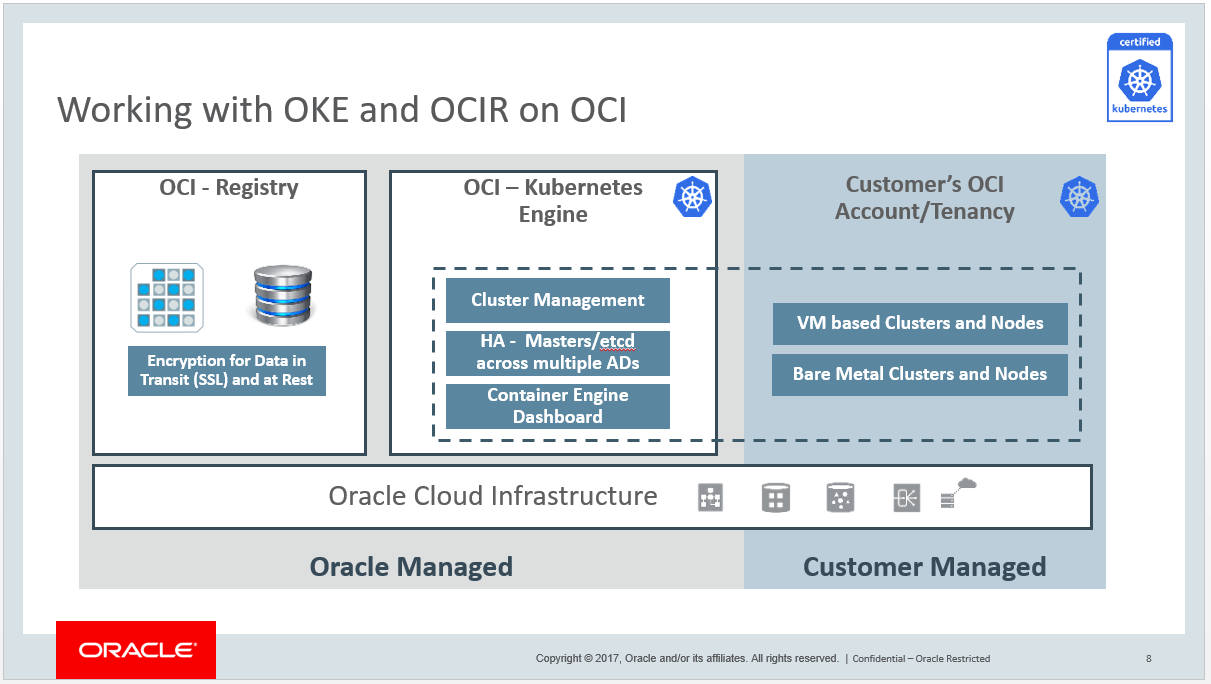 certified
kubernetes
Working with OKE and OCIR on OCI
OCI - Registry
Encryption for Data in
Transit (SSL) and at Rest
OCI – Kubernetes
Engine
Cluster Management
HA - Masters/etcd
across multiple ADs
Container Engine
Dashboard
Customer's OCI
Account/Tenancy
VM based Clusters and Nodes
Bare Metal Clusters and Nodes
Oracle Cloud Infrastructure
Oracle Managed
Customer Managed
ORACLE®
Copyright © 2017, Oracle and/or its affiliates. All rights reserved. | Confidential – Oracle Restricted
8